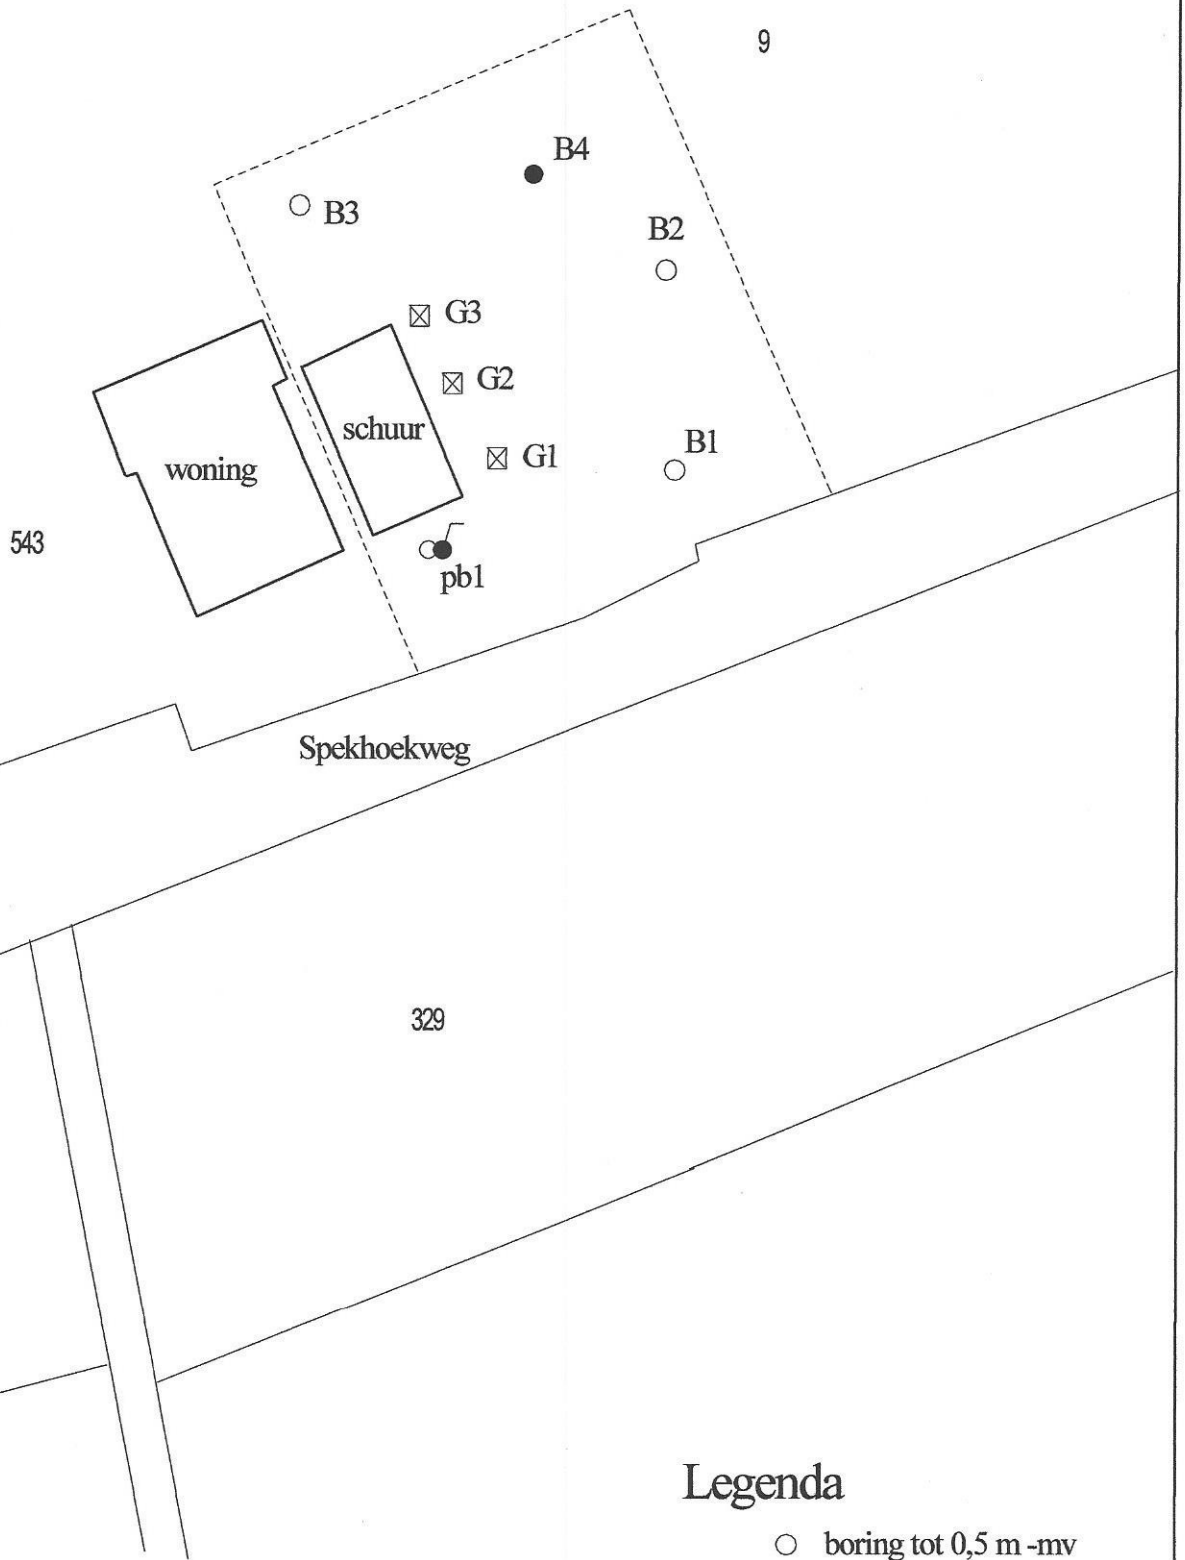 9
B4
B3
B2
G3
G2
schuur
B1
G1
woning
543
pb1
Spekhoekweg
329
Legenda
boring tot 0,5 m -mv